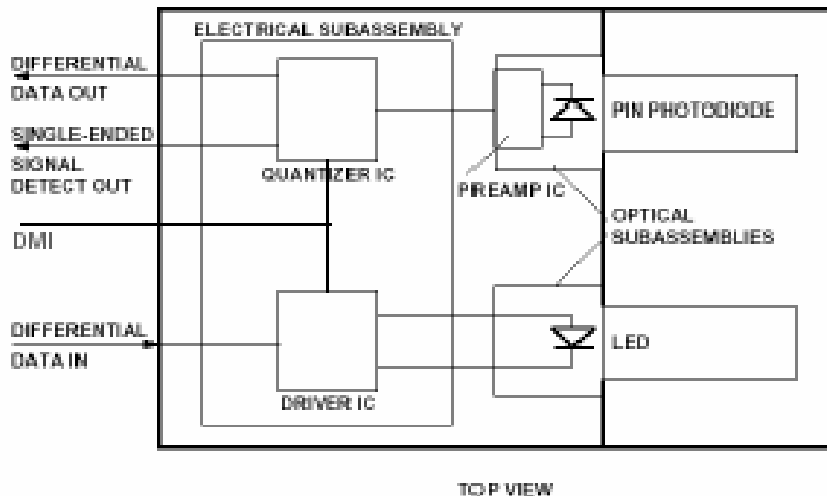 ELECTRICAL SUBASSEMBLY
DIFFERENTIAL
DATA OUT
SINGLE-ENDED
SIGNAL
DETECT OUT
QUANTIZER IC
PREAMP IC
PIN PHOTODIODE
OPTICAL
SUBASSEMBLIES
DMI
DIFFERENTIAL
DATA IN
DRIVER IC
LED
TOP VIEW